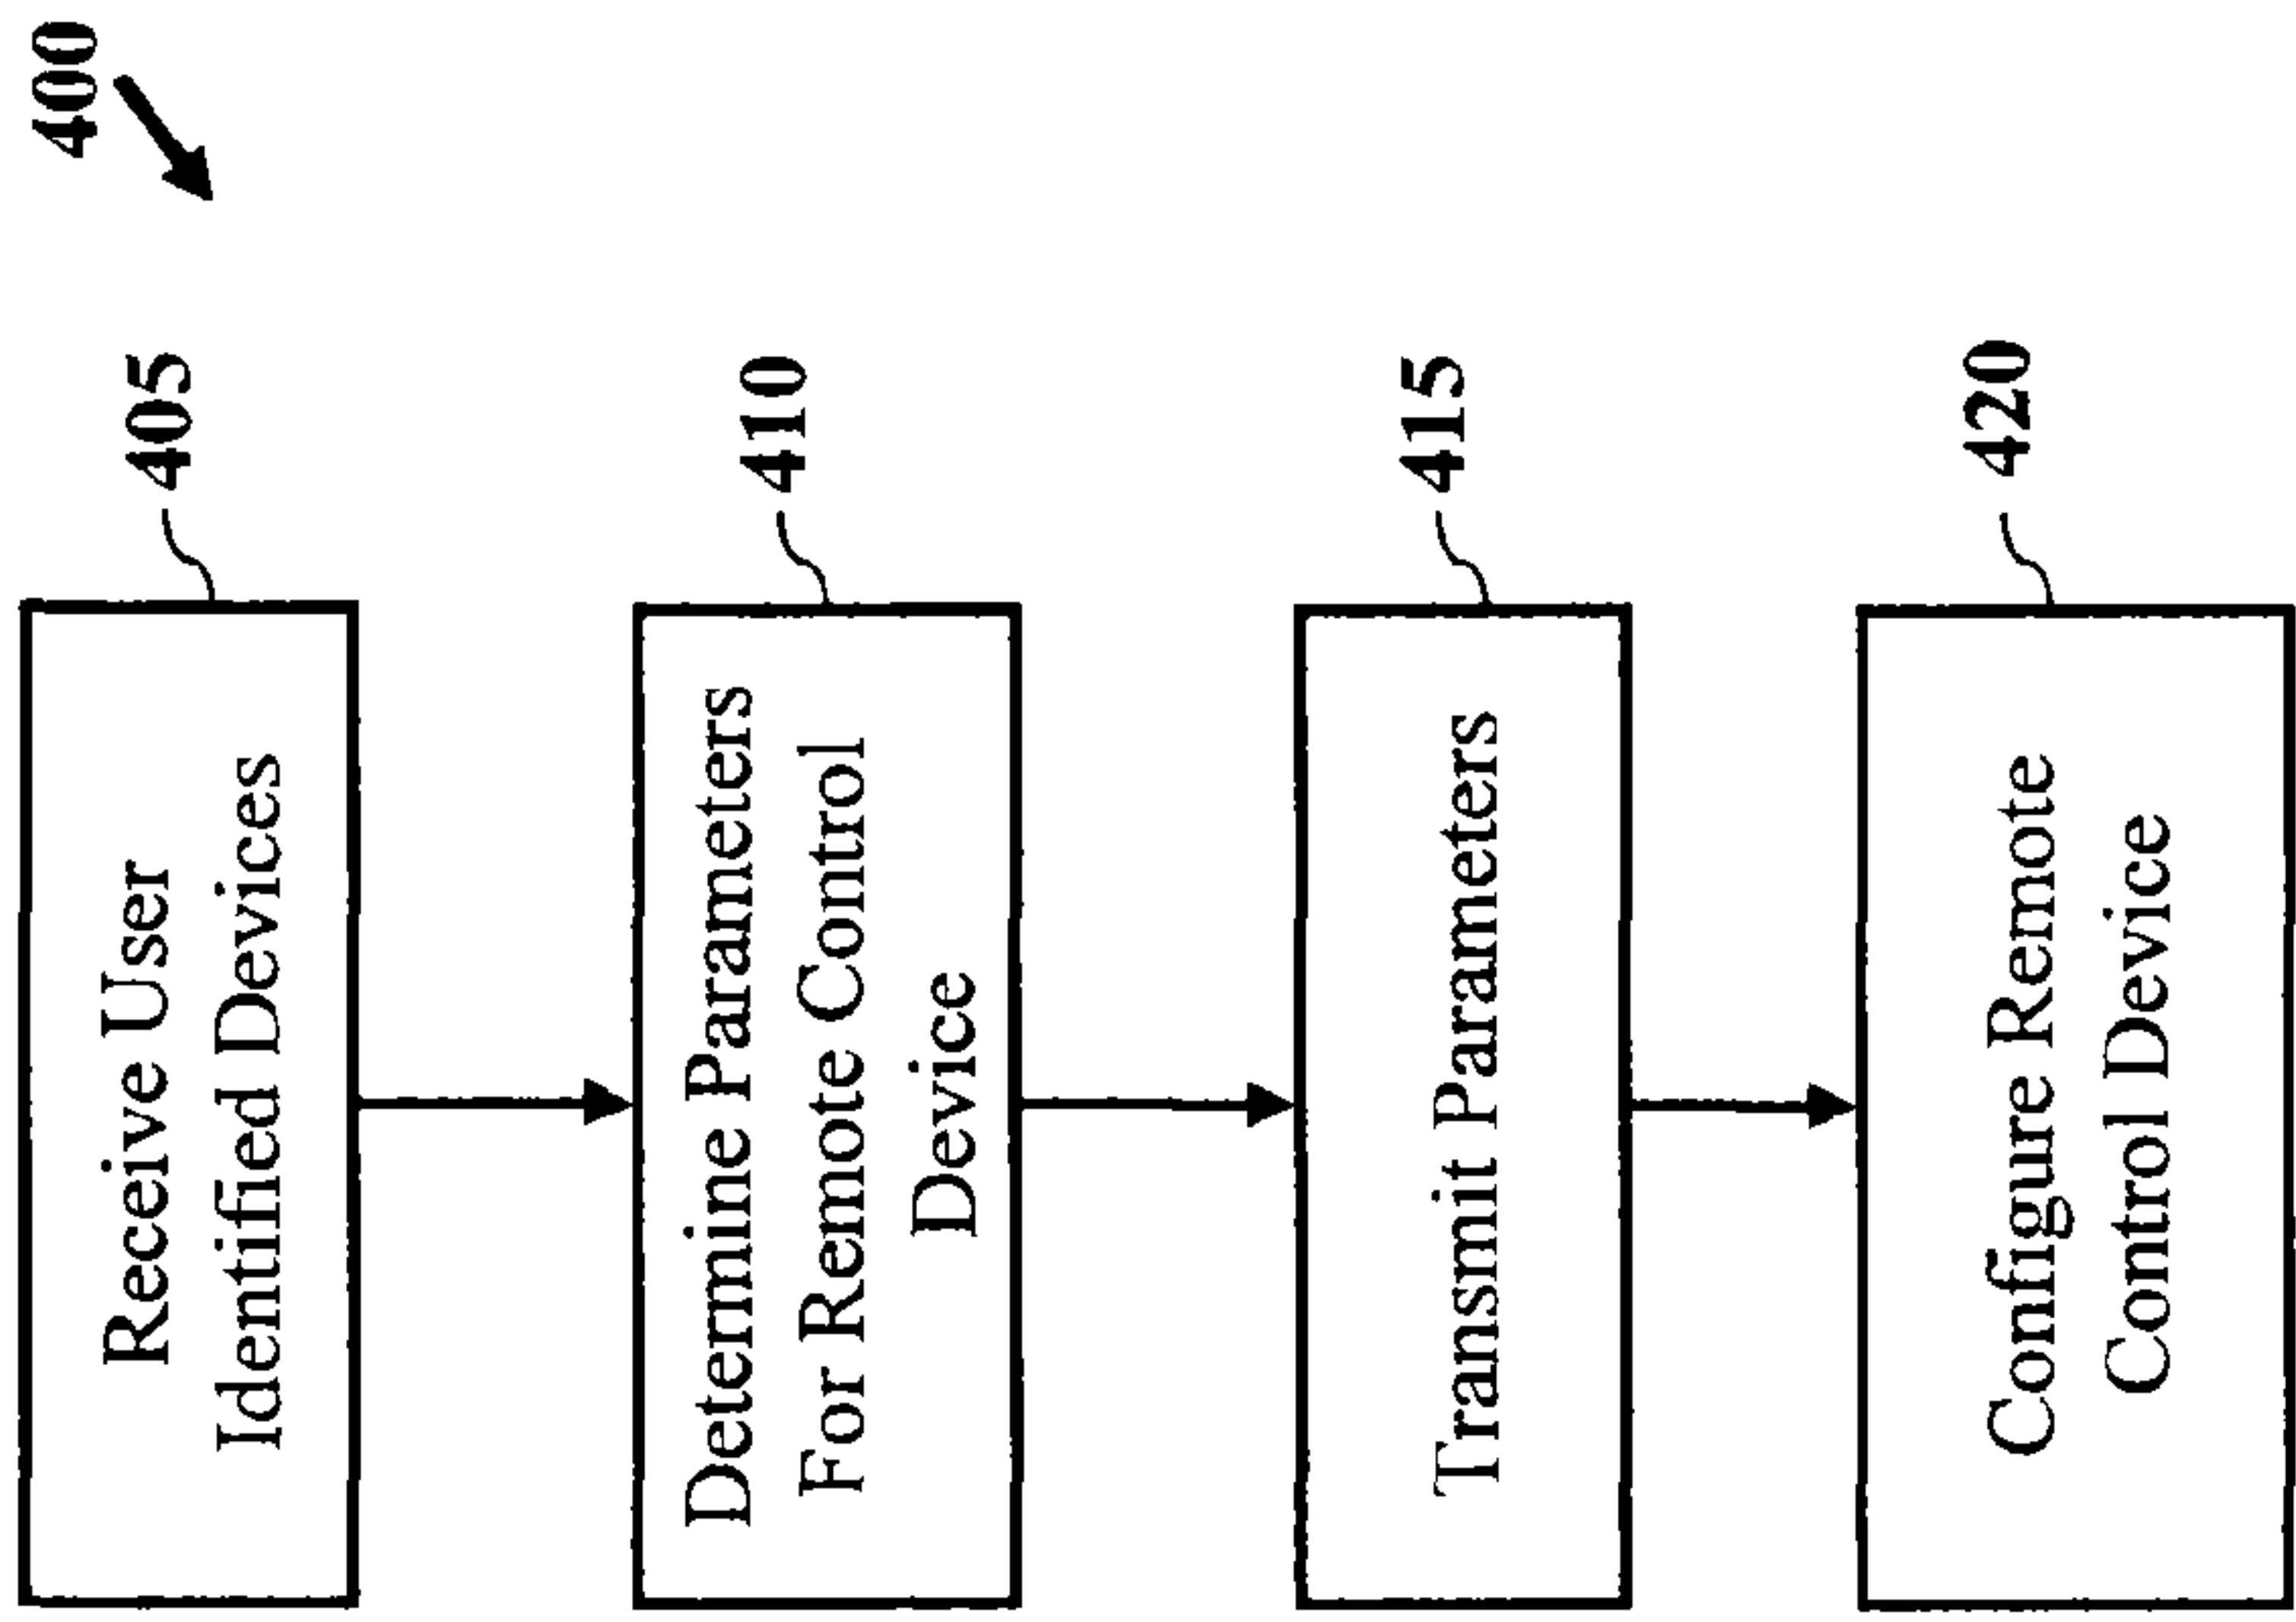 400
Receive User
Identified Devices
405
Determine Parameters
For Remote Control
Device
410
Transmit Parameters
415
Configure Remote
Control Device
420